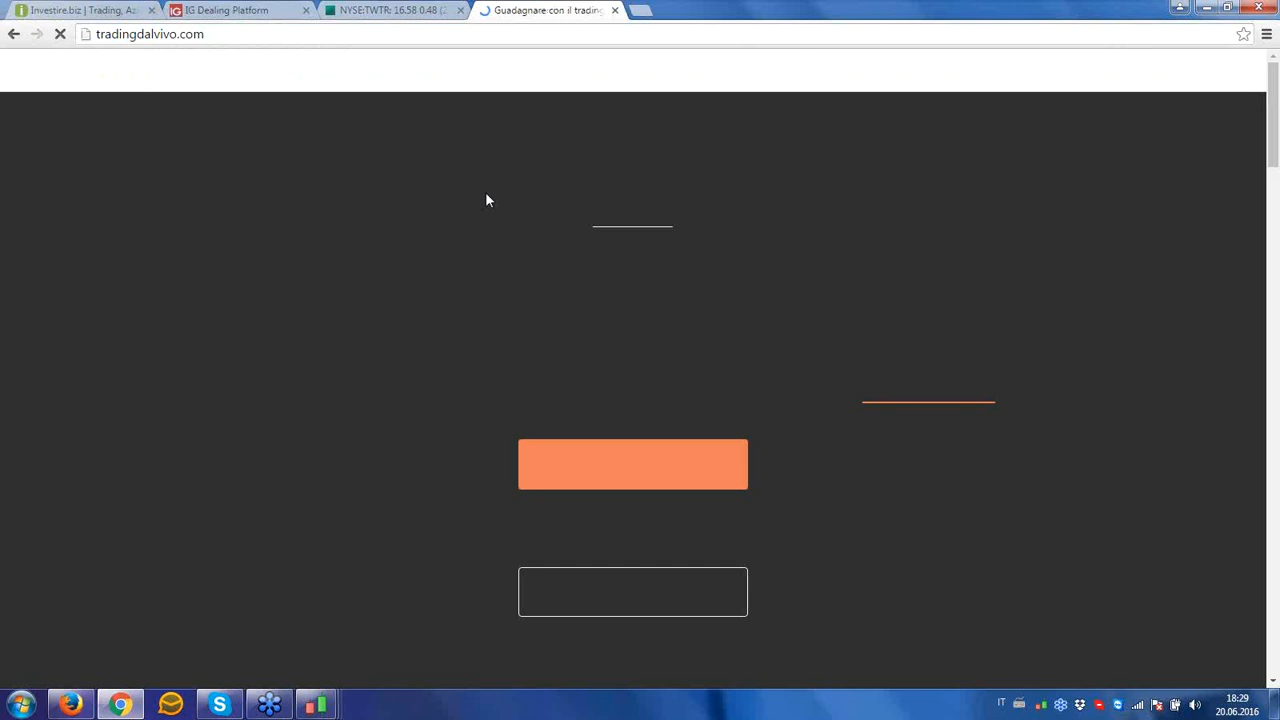 Investire.biz | Trading, Az
IG Dealing Platform
NYSE:TWTR: 16.58 0.48 (2
Guadagnare con il trading
tradingdalvivo.com
IT
18:29
20.06.2016